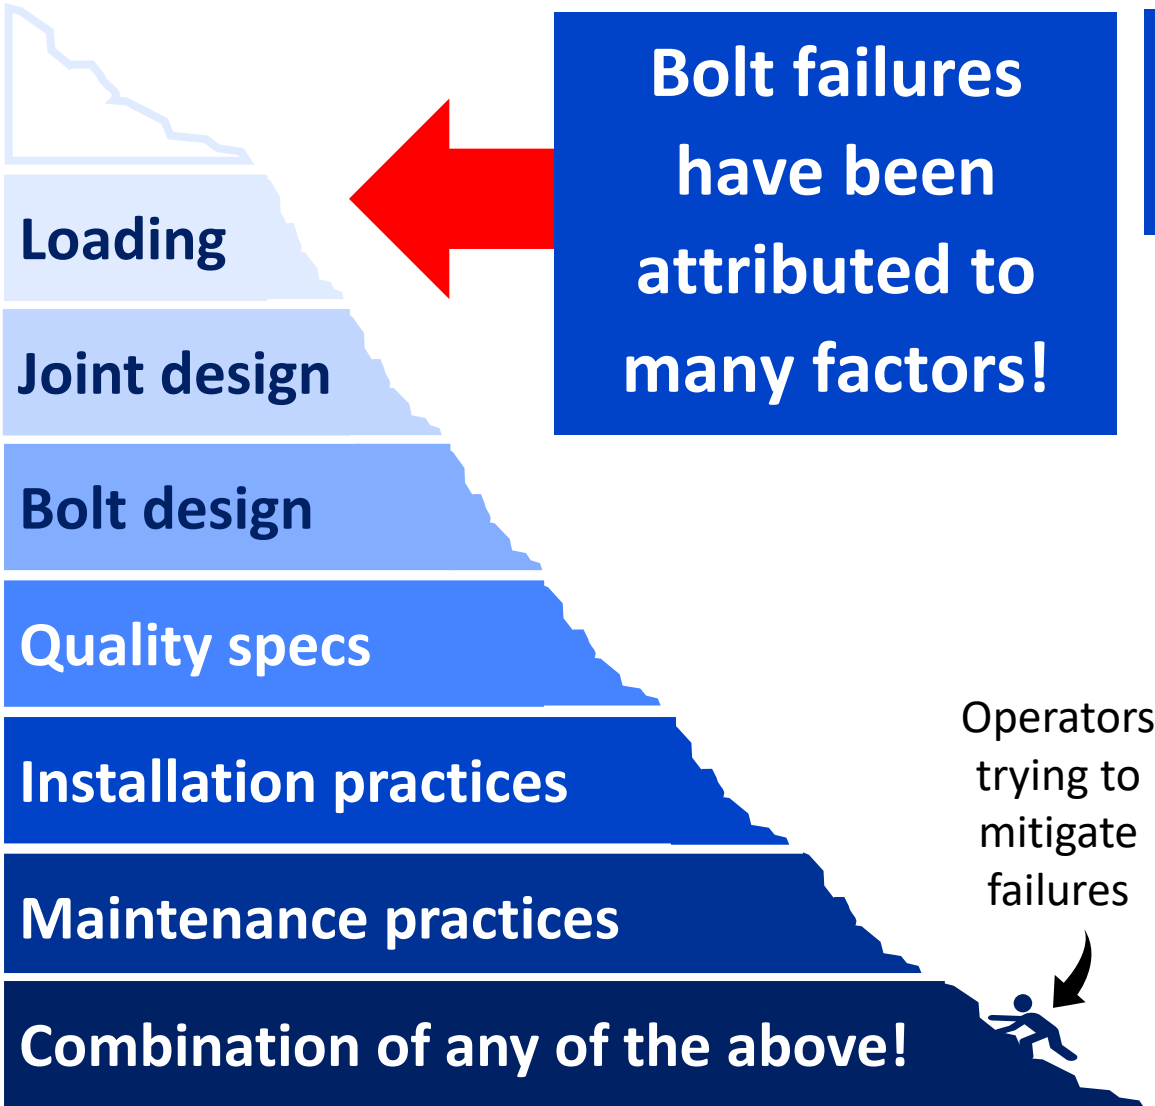 Bolt failures
have been
attributed to
many factors!
Loading
Joint design
Bolt design
Quality specs
Installation practices
Maintenance practices
Combination of any of the above!
Operators
trying to
mitigate
failures